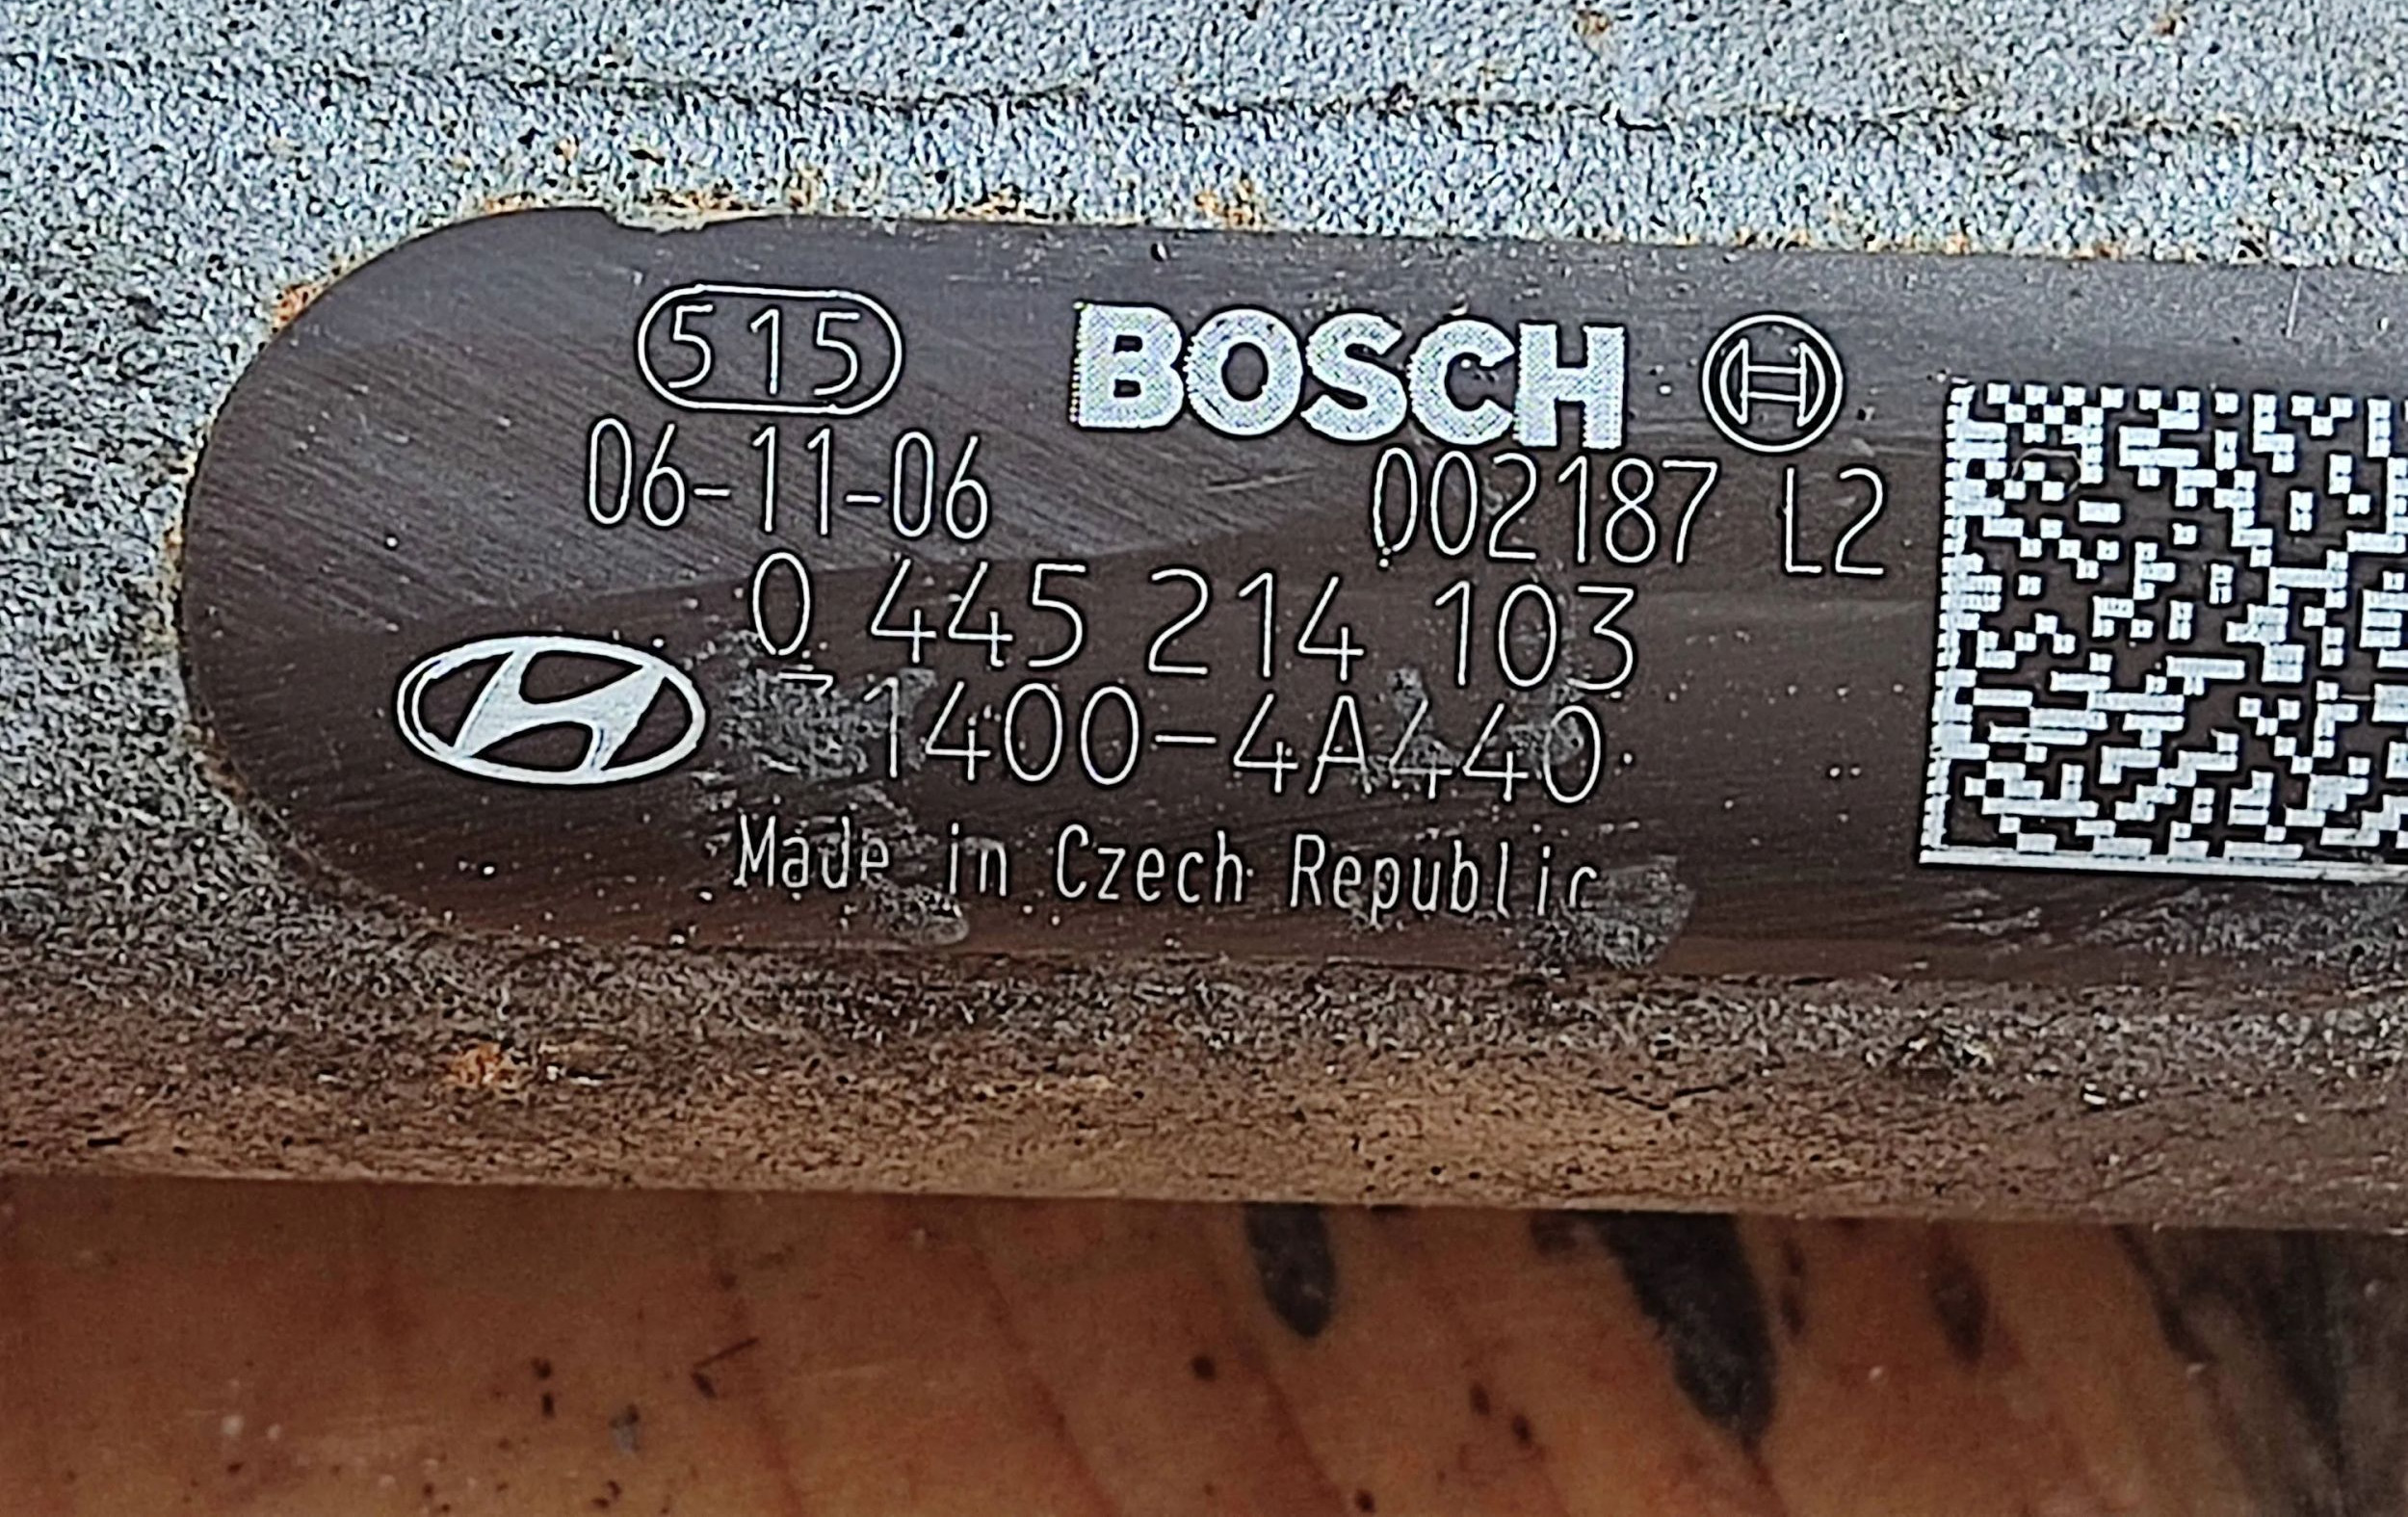 515 BOSCH
06-11-06 002187 L2
0 445 214 103
1400-4A440
Made in Czech Republic